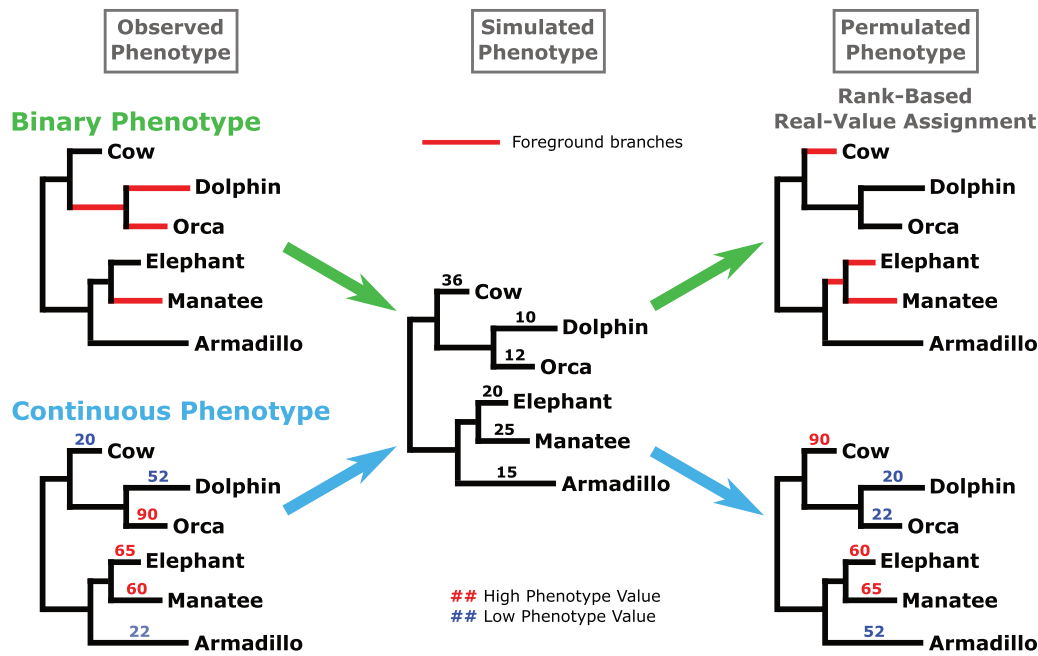 Observed
Phenotype
Simulated
Phenotype
Permulated
Phenotype
Rank-Based
Real-Value Assignment
Binary Phenotype
Foreground branches
Cow
Dolphin
Orca
Elephant
Manatee
Armadillo
36
Cow
10
Dolphin
12
Orca
20
Elephant
25
Manatee
15
Armadillo
Cow
Dolphin
Orca
Elephant
Manatee
Armadillo
Continuous Phenotype
20
Cow
52
Dolphin
90
Orca
65
Elephant
60
Manatee
22
Armadillo
## High Phenotype Value
## Low Phenotype Value
90
Cow
20
Dolphin
22
Orca
60
Elephant
65
Manatee
52
Armadillo